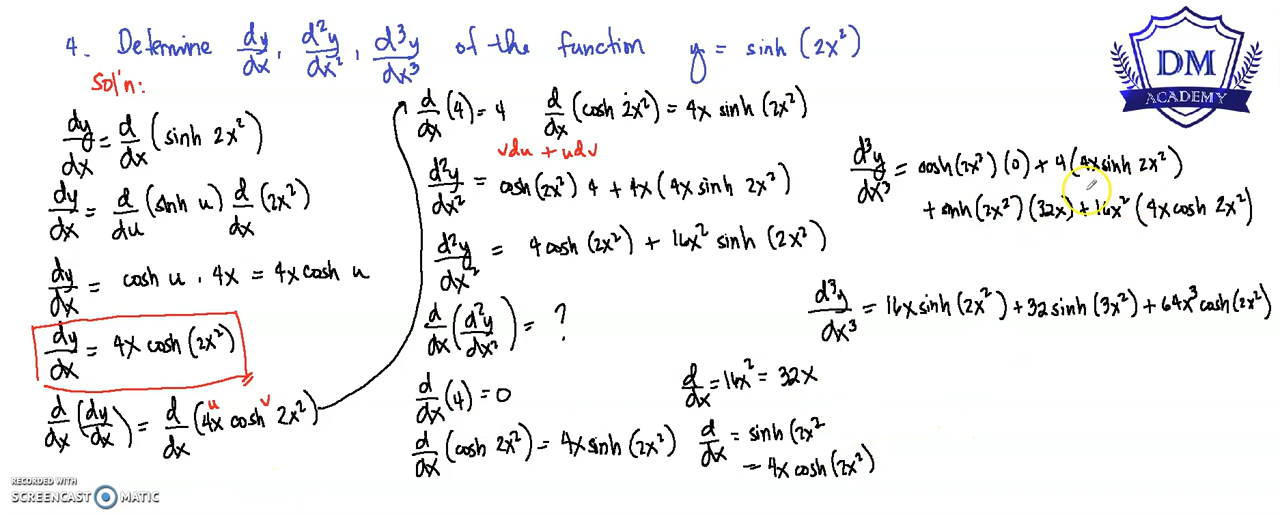 4. Determine dy/dx, d²y/dx², d³y/dx³ of the function y = sinh (2x²)
Sol'n:
dy/dx = d/dx (sinh 2x²)
dy/dx = d/du (sinh u) d/dx (2x²)
dy/dx = cosh u · 4x = 4x cosh u
dy/dx = 4x cosh (2x²)
d/dx (dy/dx) = d/dx (4x cosh 2x²)
u v
d/dx (4) = 4 d/dx (cosh 2x²) = 4x sinh (2x²)
vdu + udv
d²y/dx² = cosh (2x²) 4 + 4x (4x sinh 2x²)
d²y/dx² = 4 cosh (2x²) + 16x² sinh (2x²)
d/dx (d²y/dx²) = ?
d/dx (4) = 0
d/dx (cosh 2x²) = 4x sinh (2x²)
d/dx = 16x² = 32x
d/dx = sinh (2x²
= 4x cosh (2x²)
d³y/dx³ = cosh (2x²) (0) + 4 (4x sinh 2x²)
+ sinh (2x²) (32x) + 16x² (4x cosh 2x²)
d³y/dx³ = 16x sinh (2x²) + 32 sinh (3x²) + 64x³ cosh (2x²)
DM
ACADEMY
RECORDED WITH
SCREENCAST MATIC